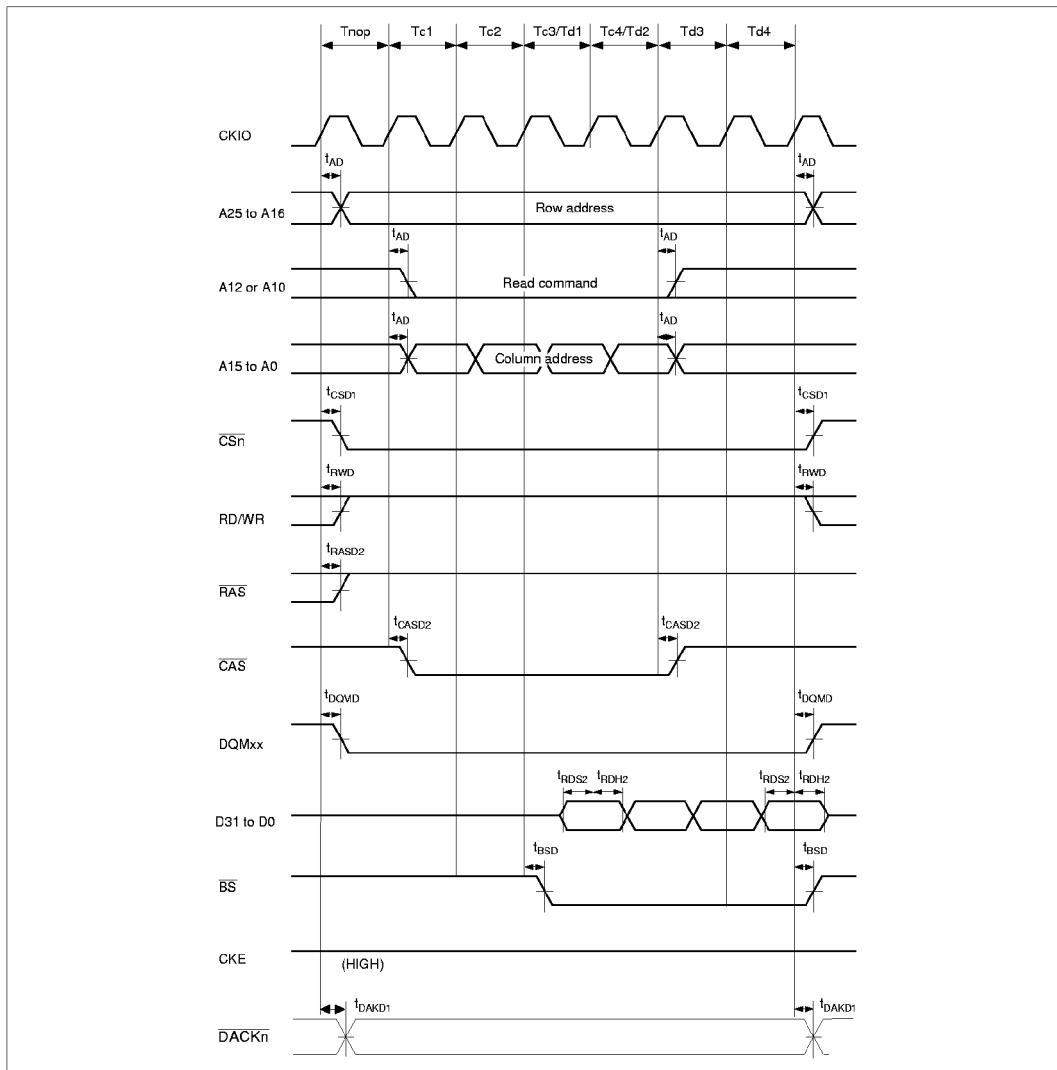 Tnop Tc1 Tc2 Tc3/Td1 Tc4/Td2 Td3 Td4
CKIO
tAD tAD
A25 to A16 Row address
tAD tAD
A12 or A10 Read command
tAD tAD
A15 to A0 Column address
tCSD1 tCSD1
CSn
tRWD tRWD
RD/WR
tRASD2
RAS
tCASD2 tCASD2
CAS
tDQMD tDQMD
DQMxx
tRDS2 tRDH2 tRDS2 tRDH2
D31 to D0
tBSD tBSD
BS
CKE (HIGH)
tDAKD1 tDAKD1
DACKn